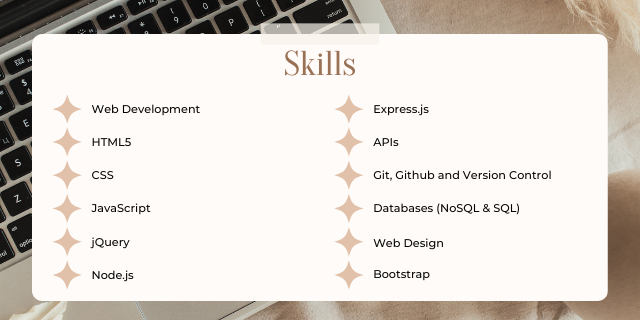 Skills
Web Development
HTML5
CSS
JavaScript
jQuery
Node.js
Express.js
APIs
Git, Github and Version Control
Databases (NoSQL & SQL)
Web Design
Bootstrap